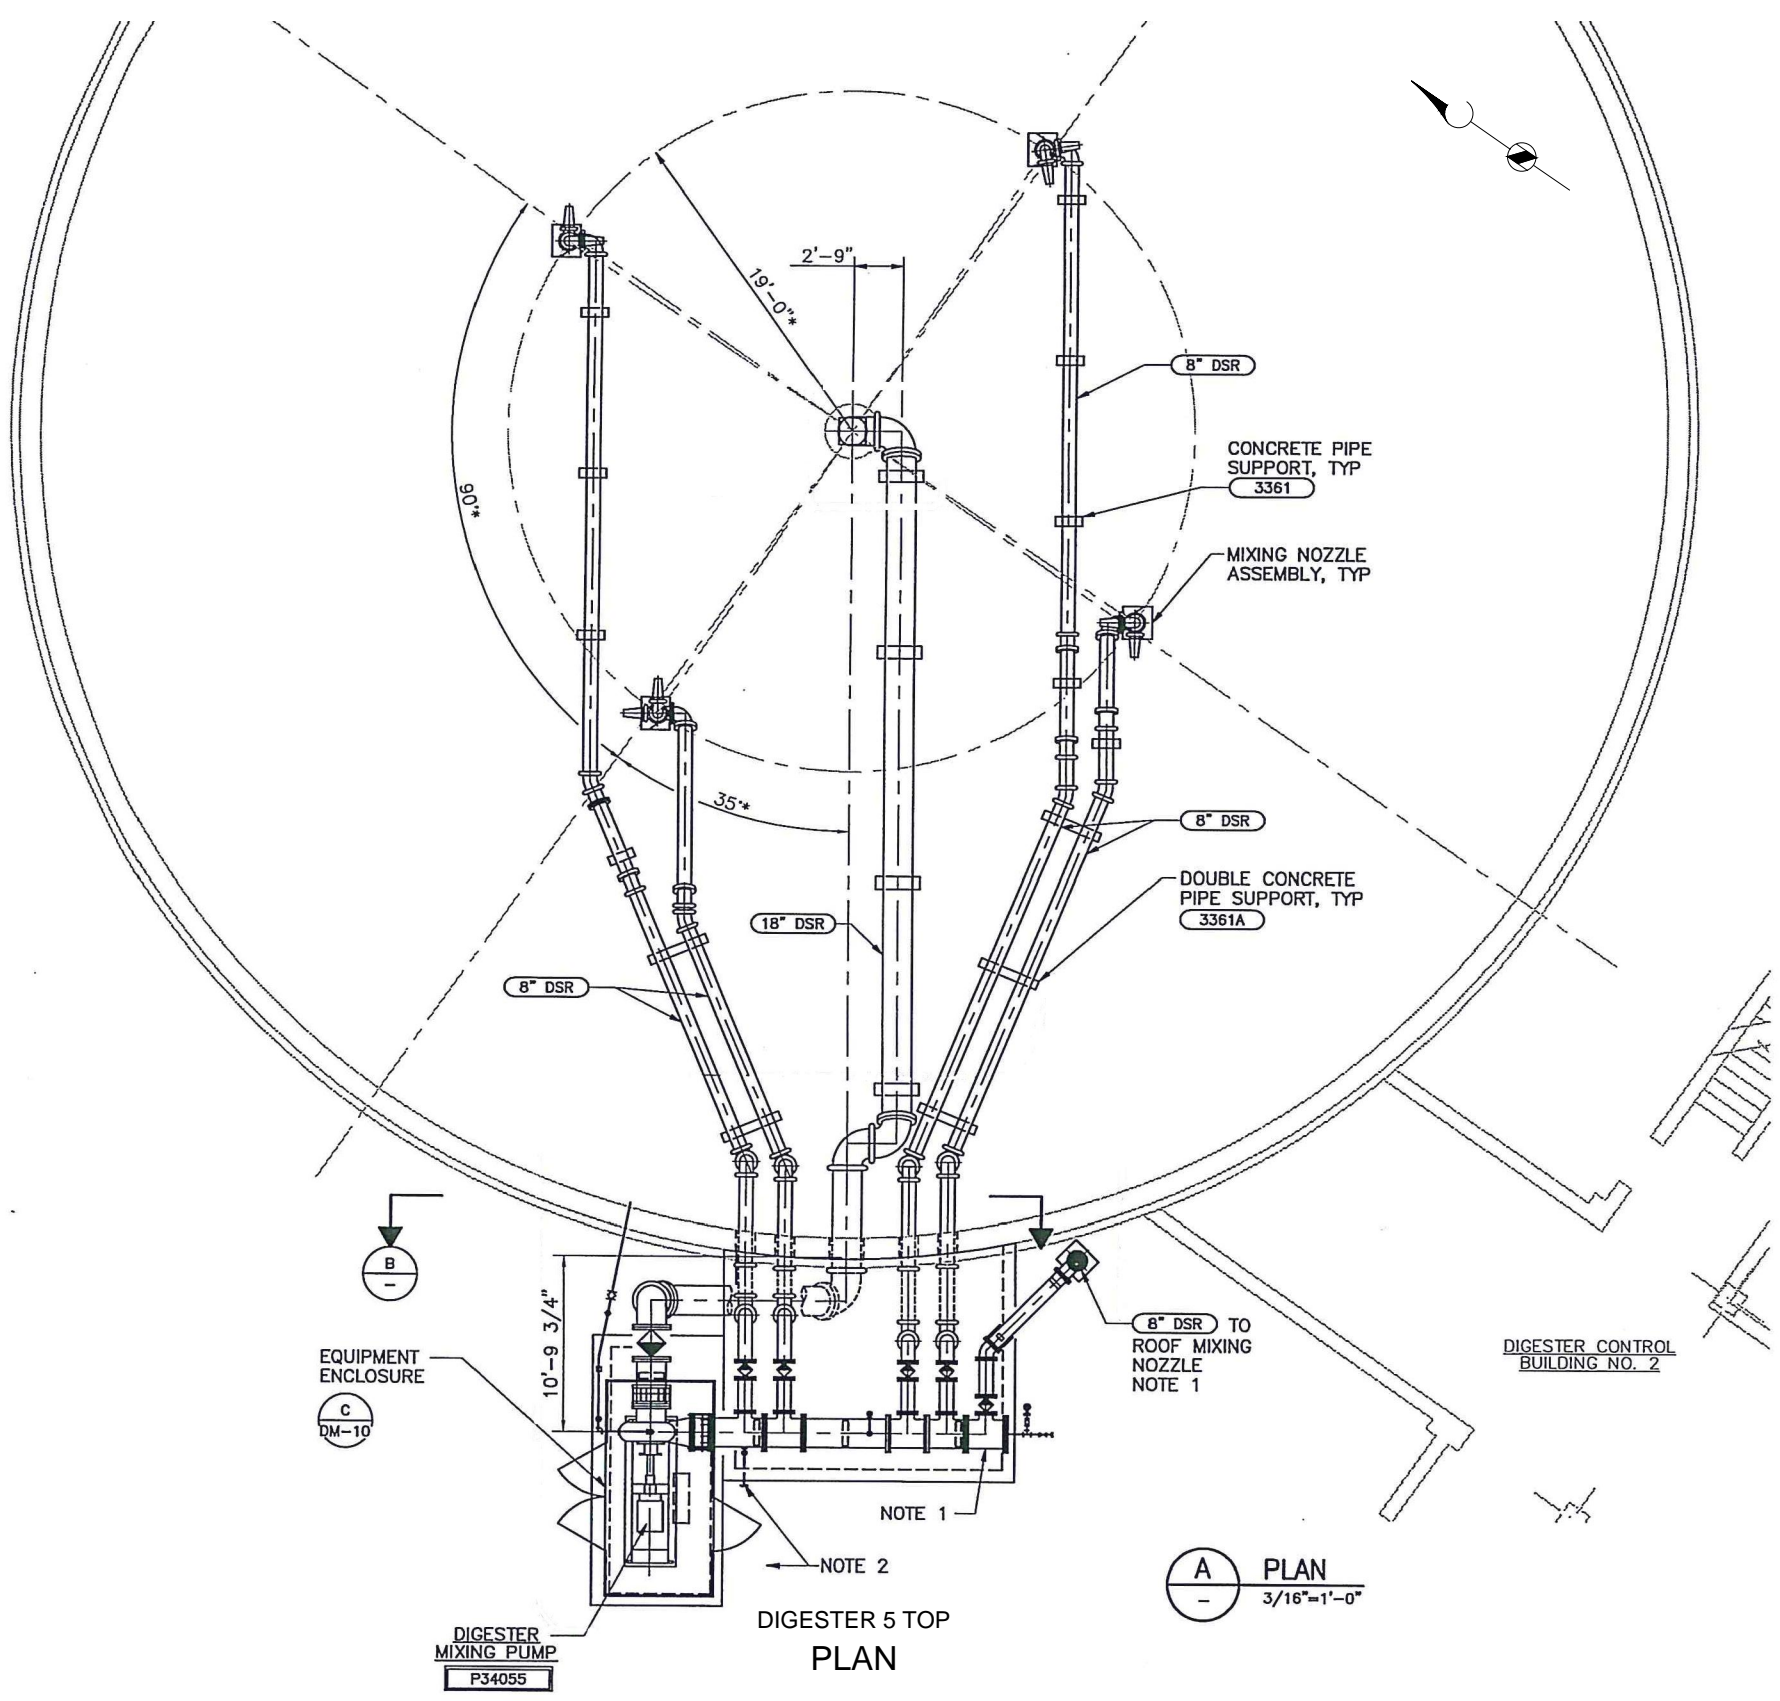 2'-9"
19'-0"*
8" DSR
CONCRETE PIPE
SUPPORT, TYP
3361
90°*
MIXING NOZZLE
ASSEMBLY, TYP
35°*
8" DSR
DOUBLE CONCRETE
PIPE SUPPORT, TYP
3361A
18" DSR
8" DSR
B
-
10'-9 3/4"
8" DSR TO
ROOF MIXING
NOZZLE
NOTE 1
DIGESTER CONTROL
BUILDING NO. 2
EQUIPMENT
ENCLOSURE
C
DM-10
NOTE 1
NOTE 2
A
-
PLAN
3/16"=1'-0"
DIGESTER 5 TOP
PLAN
DIGESTER
MIXING PUMP
P34055